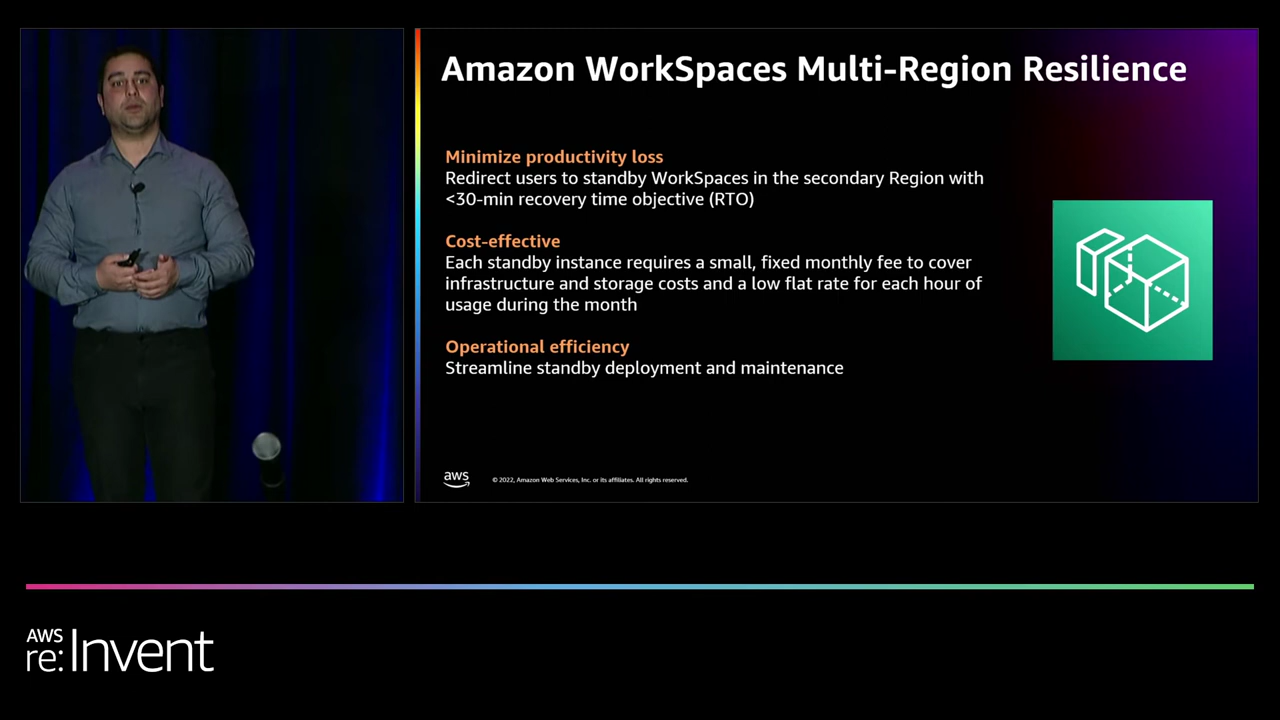 Amazon WorkSpaces Multi-Region Resilience
Minimize productivity loss
Redirect users to standby WorkSpaces in the secondary Region with
<30-min recovery time objective (RTO)
Cost-effective
Each standby instance requires a small, fixed monthly fee to cover
infrastructure and storage costs and a low flat rate for each hour of
usage during the month
Operational efficiency
Streamline standby deployment and maintenance
aws
© 2022, Amazon Web Services, Inc. or its affiliates. All rights reserved.
AWS
re:Invent